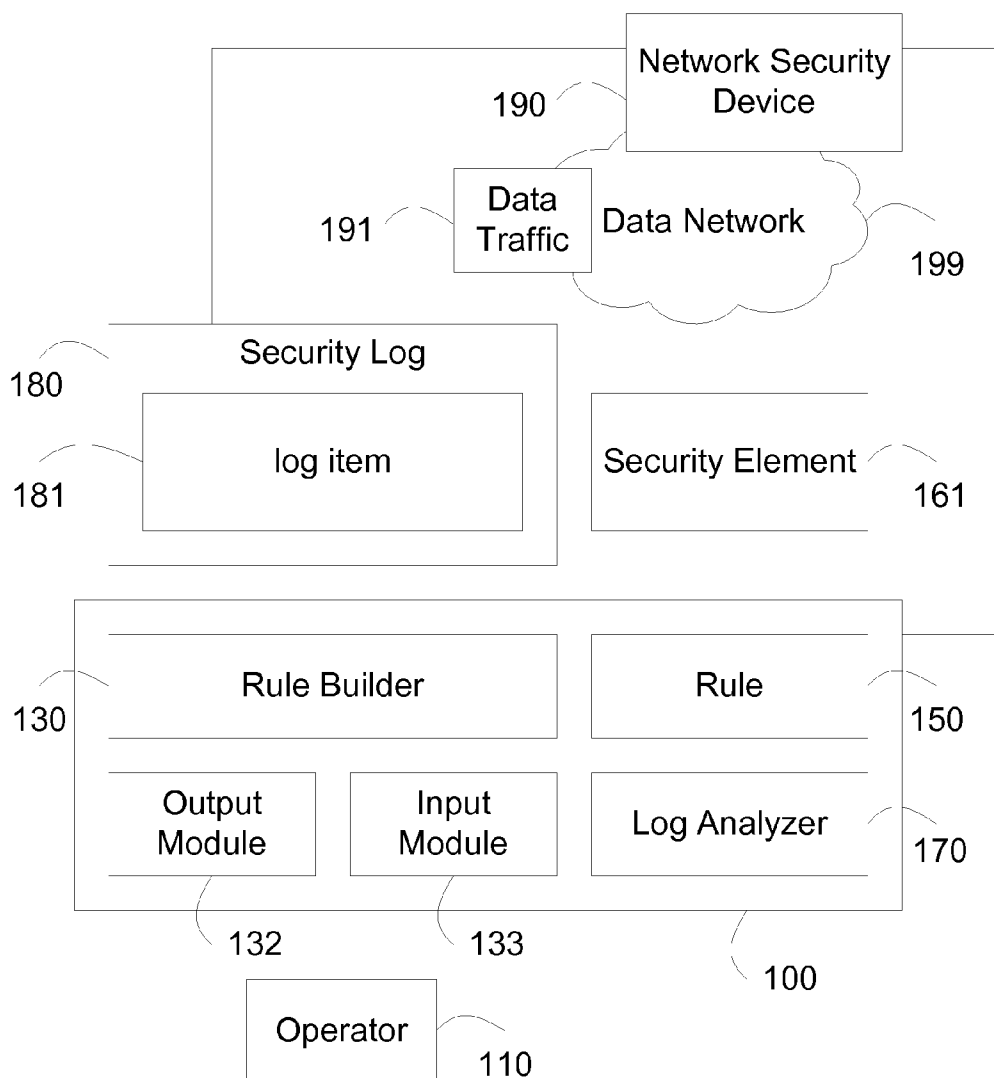 Network Security
Device
190
Data
Traffic
191
Data Network
199
Security Log
180
log item
181
Security Element
161
Rule Builder
130
Rule
150
Output
Module
Input
Module
Log Analyzer
170
132
133
100
Operator
110